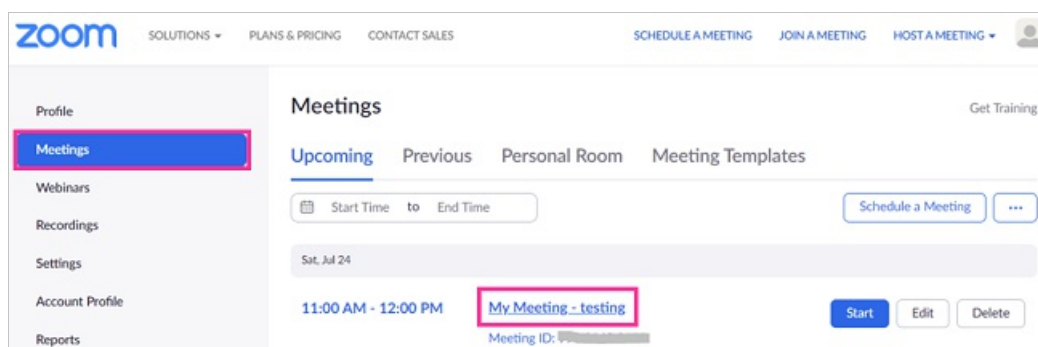 zoom SOLUTIONS PLANS & PRICING CONTACT SALES SCHEDULE A MEETING JOIN A MEETING HOST A MEETING
Profile
Meetings
Webinars
Recordings
Settings
Account Profile
Reports
Meetings Get Training
Upcoming Previous Personal Room Meeting Templates
Start Time to End Time Schedule a Meeting ...
Sat, Jul 24
11:00 AM - 12:00 PM My Meeting - testing Start Edit Delete
Meeting ID: